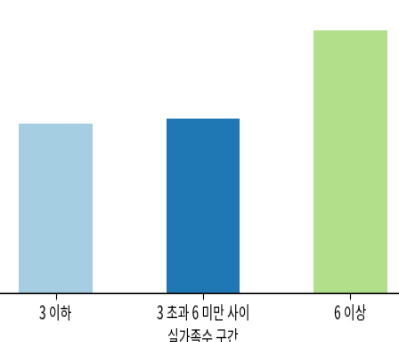 3 이하
3 초과 6 미만 사이
6 이상
실가족수 구간